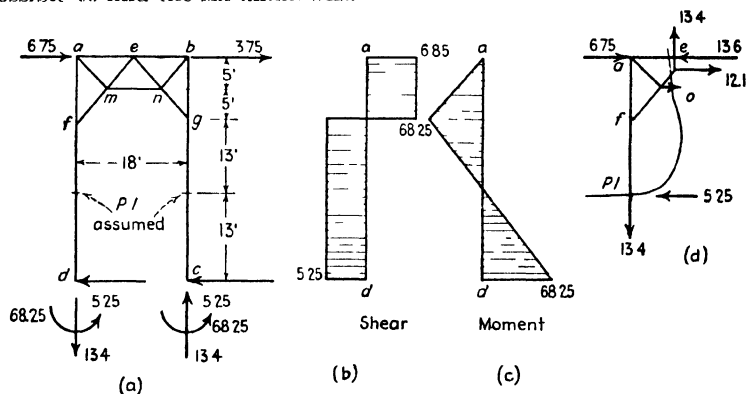 6 75
a
e
b
3.75
5'
m
n
5'
f
g
13'
18'
P I
assumed
13'
d
c
5 25
5 25
68.25
68 25
13 4
13 4
(a)
a
6 85
68 25
5 25
d'
Shear
(b)
a
d'
68 25
Moment
(c)
13 4
6 75
e
13 6
a
12.1
o
f
P I
5 25
13 4
(d)